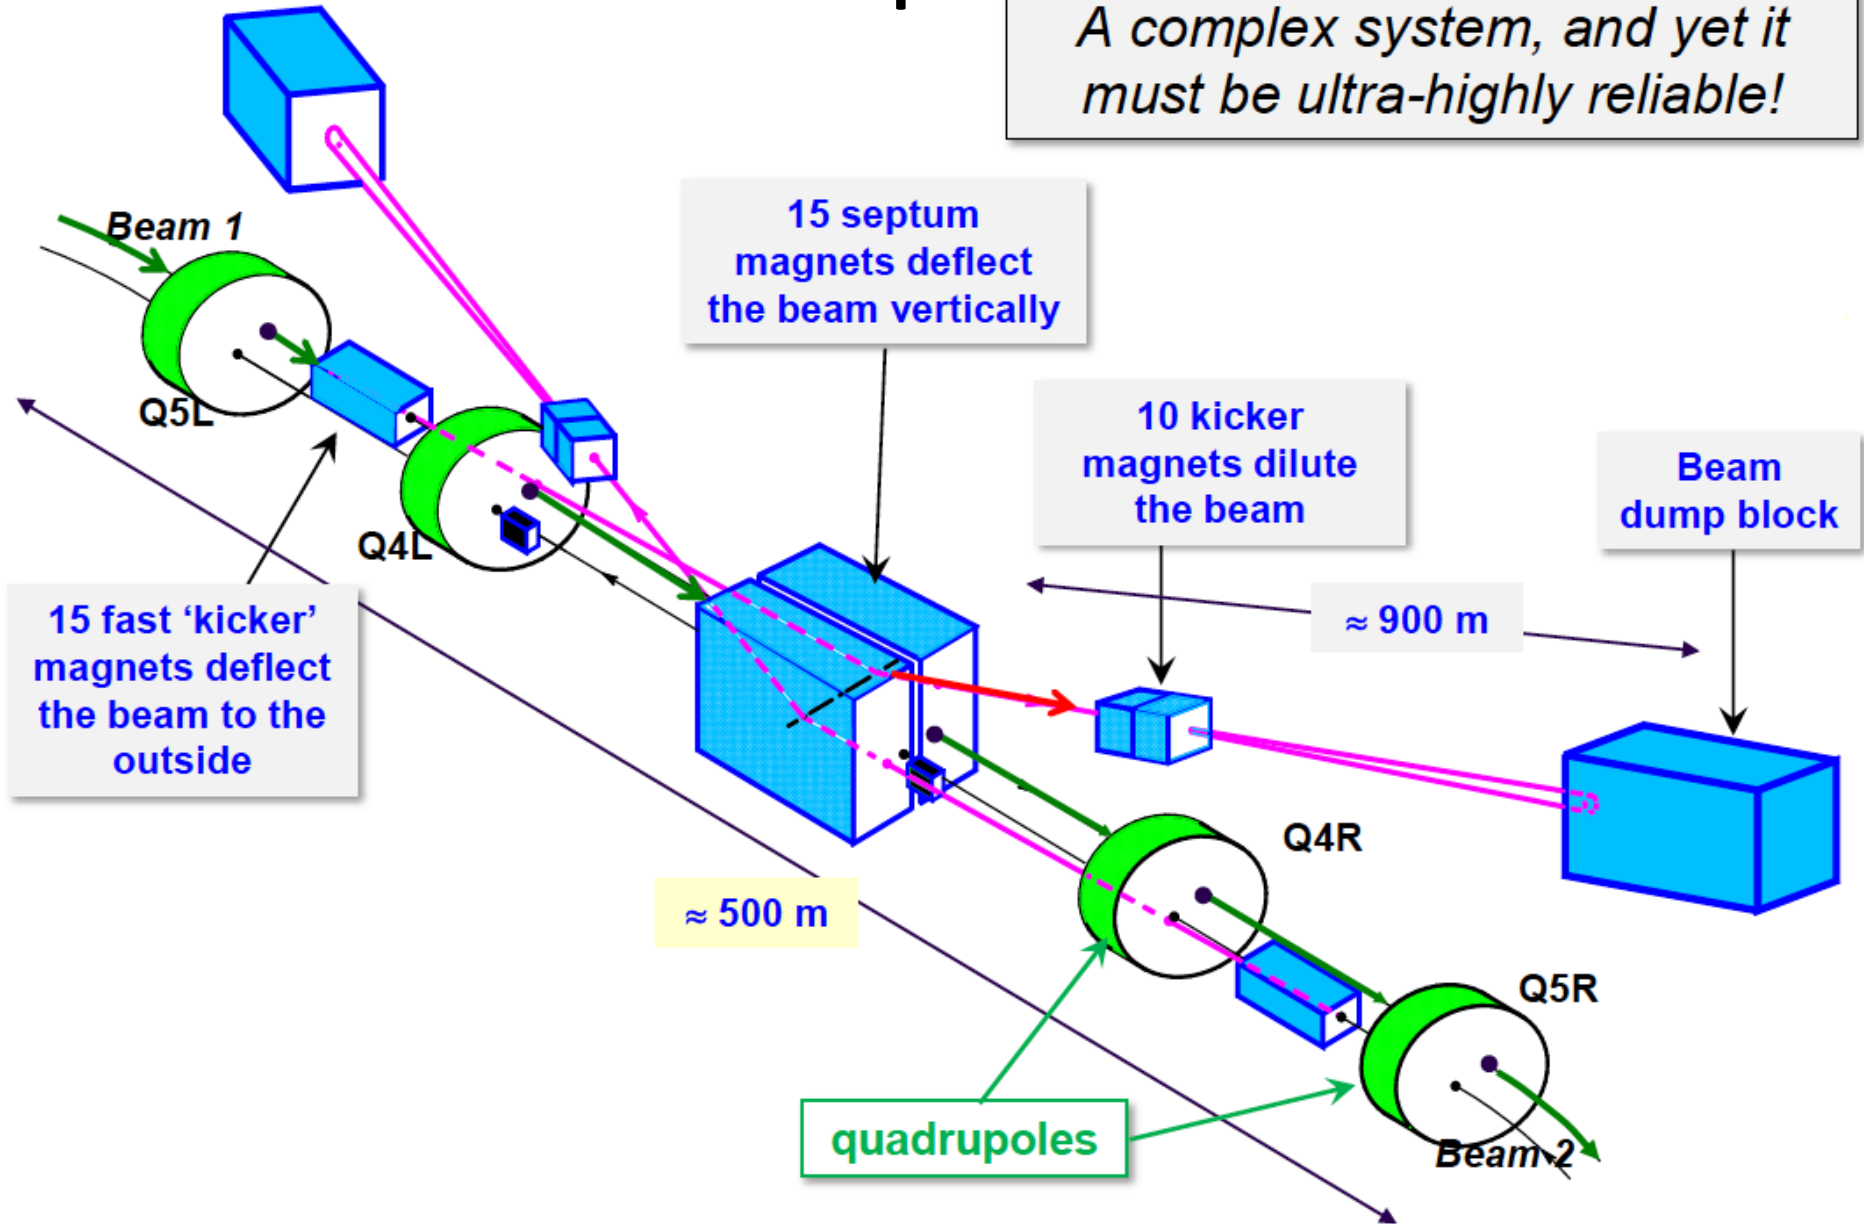 A complex system, and yet it
must be ultra-highly reliable!
Beam 1
15 septum
magnets deflect
the beam vertically
Q5L
10 kicker
magnets dilute
the beam
Beam
dump block
Q4L
15 fast ‘kicker’
magnets deflect
the beam to the
outside
≈ 900 m
Q4R
≈ 500 m
Q5R
quadrupoles
Beam 2